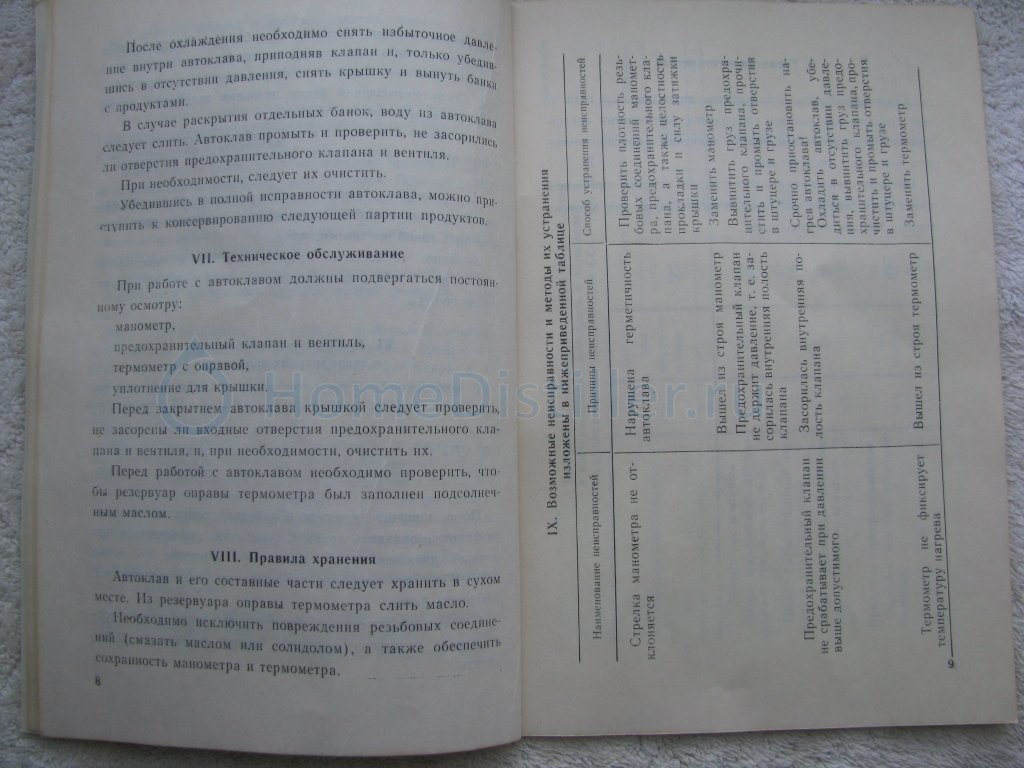 После охлаждения необходимо снять избыточное давле-
ние внутри автоклава, приподняв клапан и, только убедив-
шись в отсутствии давления, снять крышку и вынуть банки
с продуктами.
В случае раскрытия отдельных банок, воду из автоклава
следует слить. Автоклав промыть и проверить, не засорились
ли отверстия предохранительного клапана и вентиля.
При необходимости, следует их очистить.
Убедившись в полной исправности автоклава, можно при-
ступить к консервированию следующей партии продуктов.
VII. Техническое обслуживание
При работе с автоклавом должны подвергаться постоян-
ному осмотру:
манометр,
предохранительный клапан и вентиль,
термометр с оправой,
уплотнение для крышки.
Перед закрытием автоклава крышкой следует проверить,
не засорены ли входные отверстия предохранительного кла-
пана и вентиля, п, при необходимости, очистить их.
Перед работой с автоклавом необходимо проверить, что-
бы резервуар оправы термометра был заполнен подсолнеч-
ным маслом.
VIII. Правила хранения
Автоклав и его составные части следует хранить в сухом
месте. Из резервуара оправы термометра слить масло.
Необходимо исключить повреждения резьбовых соедине-
ний (смазать маслом или солидолом), а также обеспечить
сохранность манометра и термометра.
8
IX. Возможные неисправности и методы их устранения
изложены в нижеприведенной таблице
Наименование неисправностей
Причины неисправностей
Способ устранения неисправностей
Стрелка манометра не от-
клоняется
Нарушена герметичность
автоклава
Проверить плотность резь-
бовых соединений маномет-
ра, предохранительного кла-
пана, а также целостность
прокладки и силу затяжки
крышки
Вышел из строя манометр
Заменить манометр
Предохранительный клапан
не держит давление, т. е. за-
сорилась внутренняя полость
клапана
Вывинтить груз предохра-
нительного клапана, прочи-
стить и промыть отверстия
в штуцере и грузе
Предохранительный клапан
не срабатывает при давлении
выше допустимого
Засорилась внутренняя по-
лость клапана
Срочно приостановить на-
грев автоклава!
Охладить автоклав, убе-
диться в отсутствии давле-
ния, вывинтить груз предо-
хранительного клапана, про-
чистить и промыть отверстия
в штуцере и грузе
Термометр не фиксирует
температуру нагрева
Вышел из строя термометр
Заменить термометр
9
HomeDistiller.r